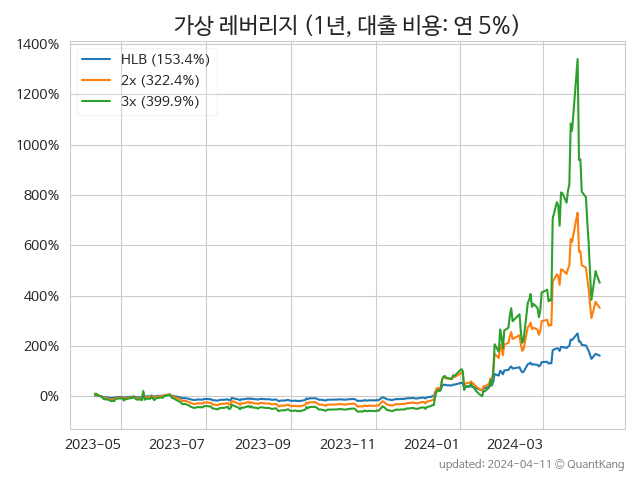 가상 레버리지 (1년, 대출 비용: 연 5%)
1400%
1200%
1000%
800%
600%
400%
200%
0%
HLB (153.4%)
2x (322.4%)
3x (399.9%)
2023-05 2023-07 2023-09 2023-11 2024-01 2024-03
updated: 2024-04-11 © QuantKang